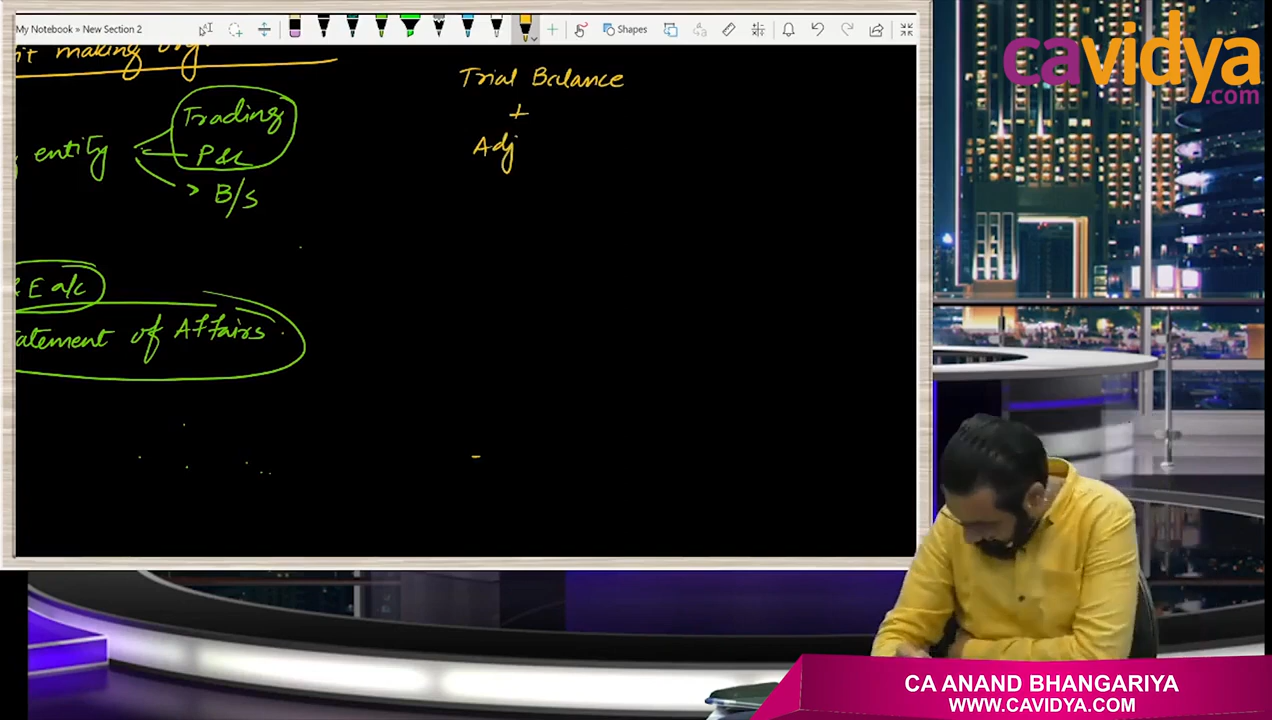 My Notebook » New Section 2
Shapes
it making org.
entity
Trading
P&L
> B/S
Trial Balance
+
Adj
& E a/c
atement of Affairs
cavidya
.com
CA ANAND BHANGARIYA
WWW.CAVIDYA.COM